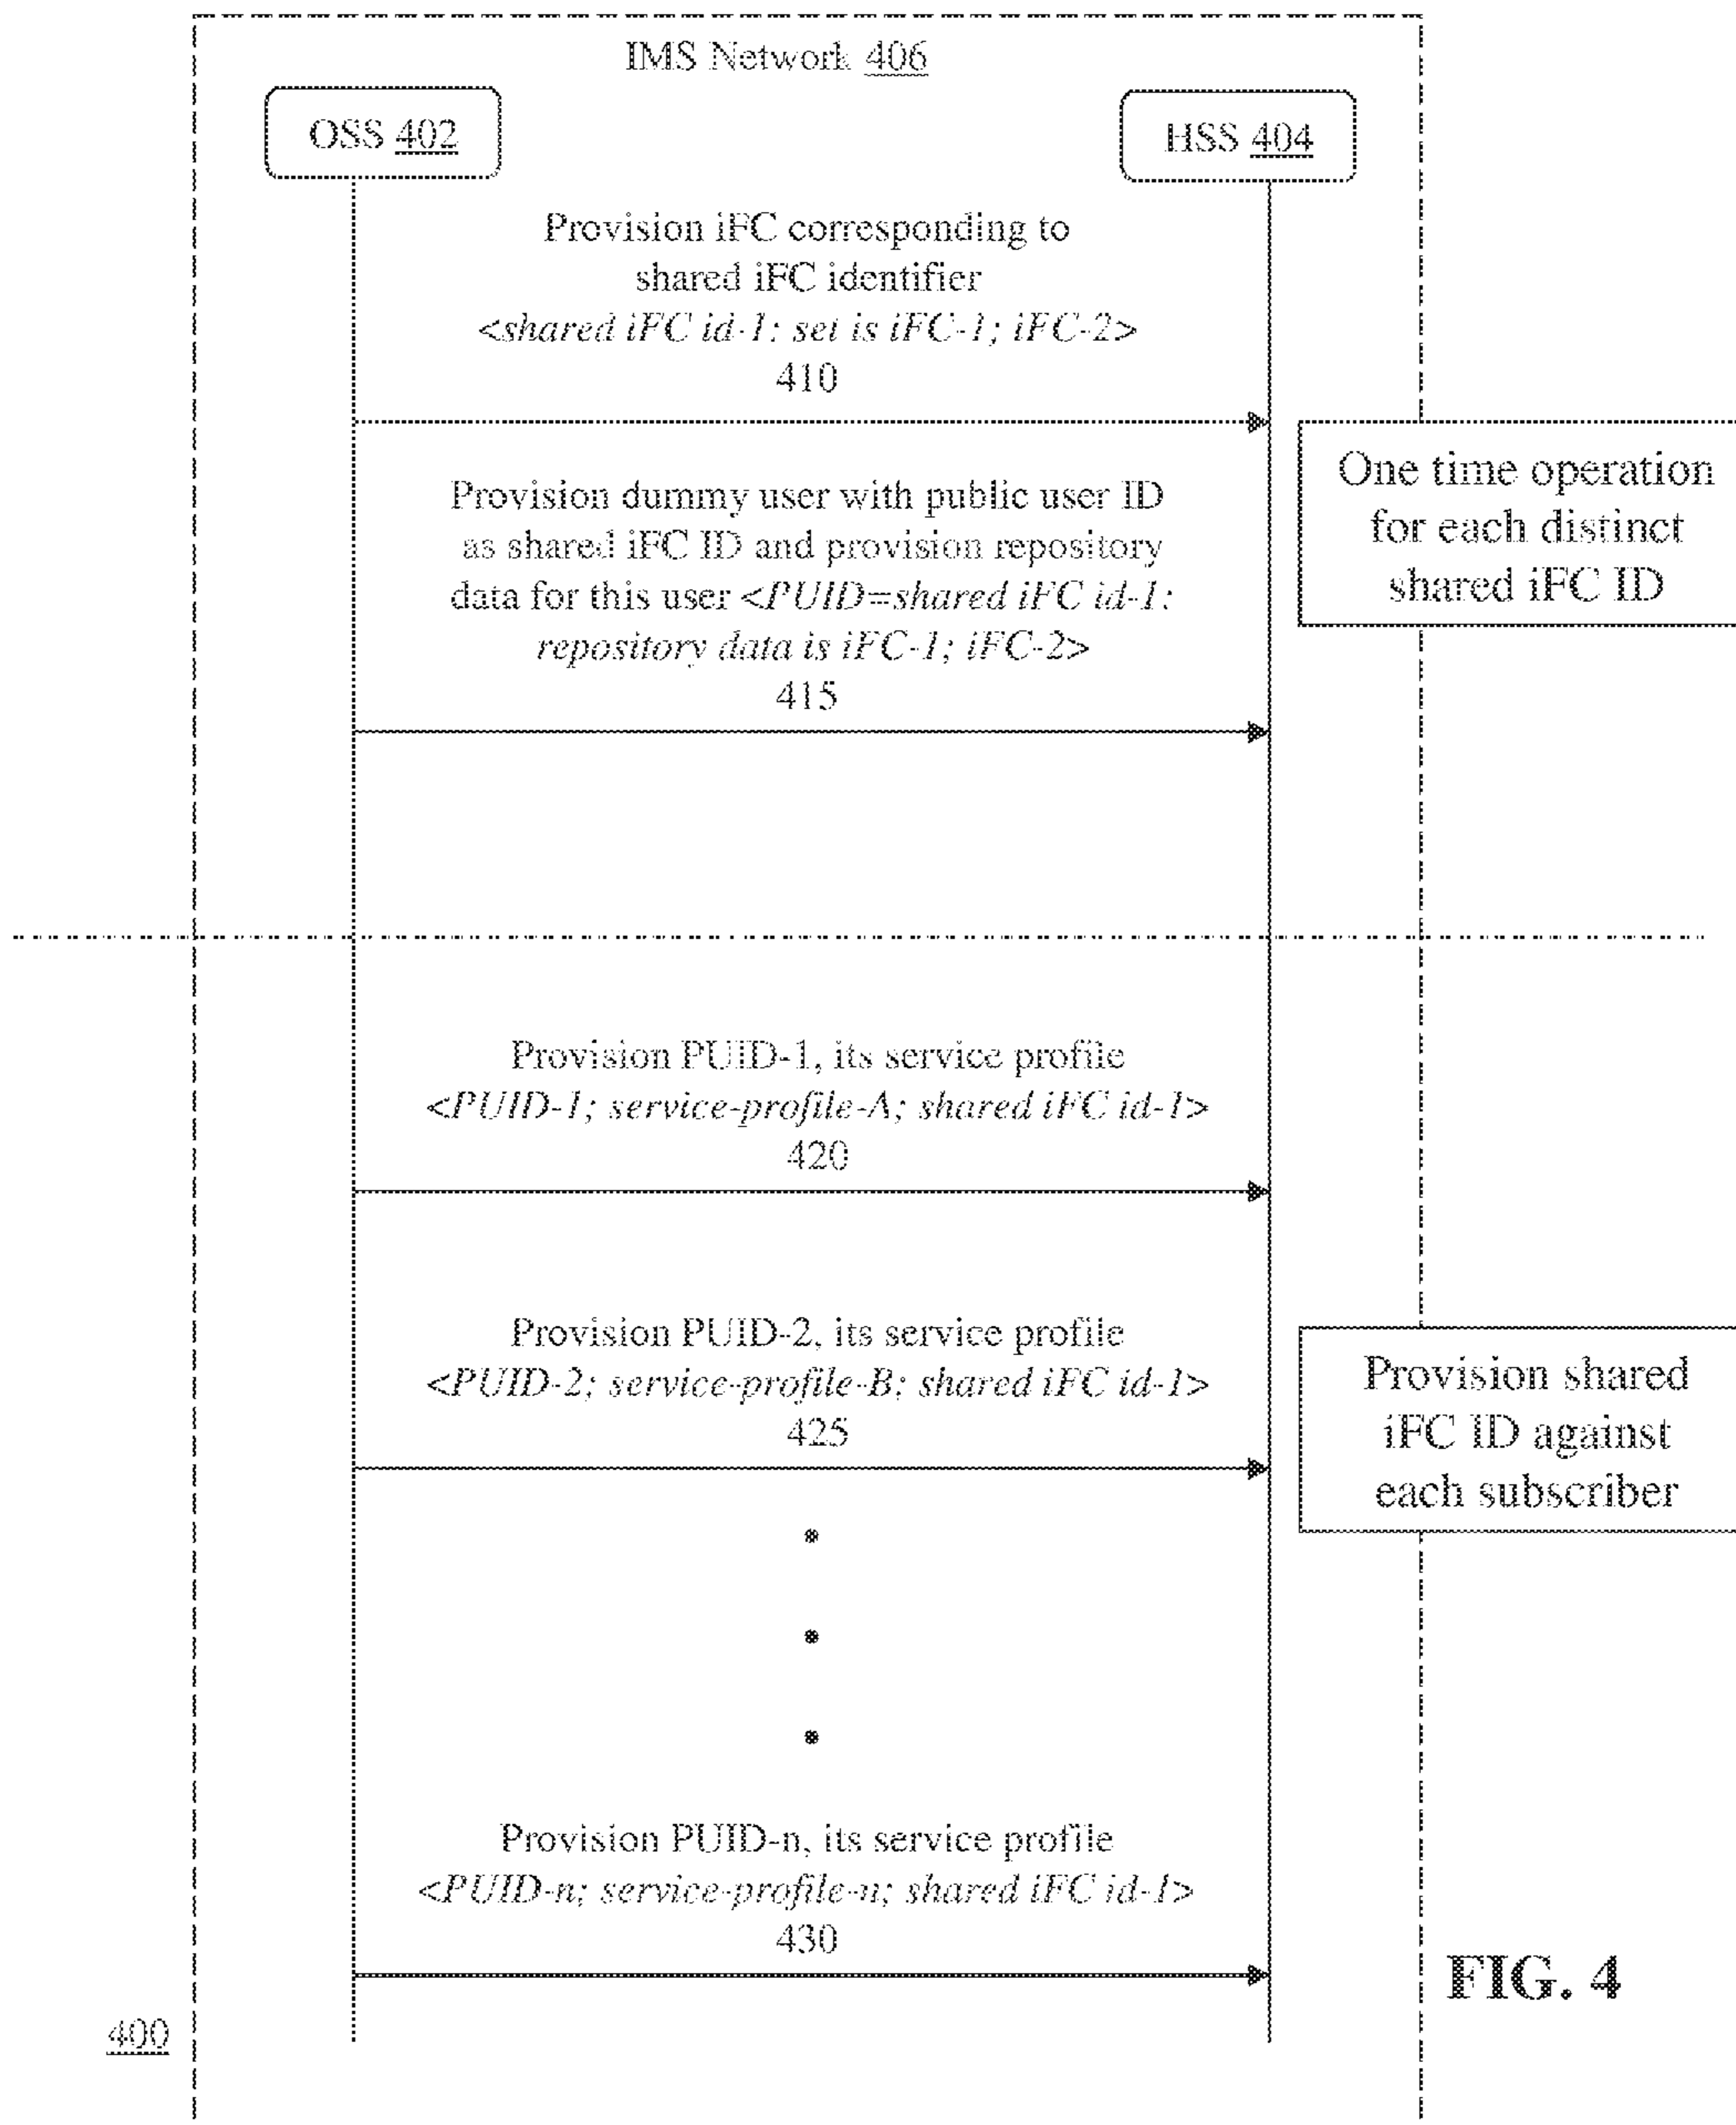 IMS Network 406
OSS 402
HSS 404
Provision iFC corresponding to
shared iFC identifier
<shared iFC id-1: set is iFC-1; iFC-2>
410
One time operation
for each distinct
shared iFC ID
Provision dummy user with public user ID
as shared iFC ID and provision repository
data for this user <PUID=shared iFC id-1:
repository data is iFC-1; iFC-2>
415
Provision PUID-1, its service profile
<PUID-1; service-profile-A; shared iFC id-1>
420
Provision PUID-2, its service profile
<PUID-2; service-profile-B; shared iFC id-1>
425
Provision shared
iFC ID against
each subscriber
Provision PUID-n, its service profile
<PUID-n; service-profile-n; shared iFC id-1>
430
FIG. 4
400